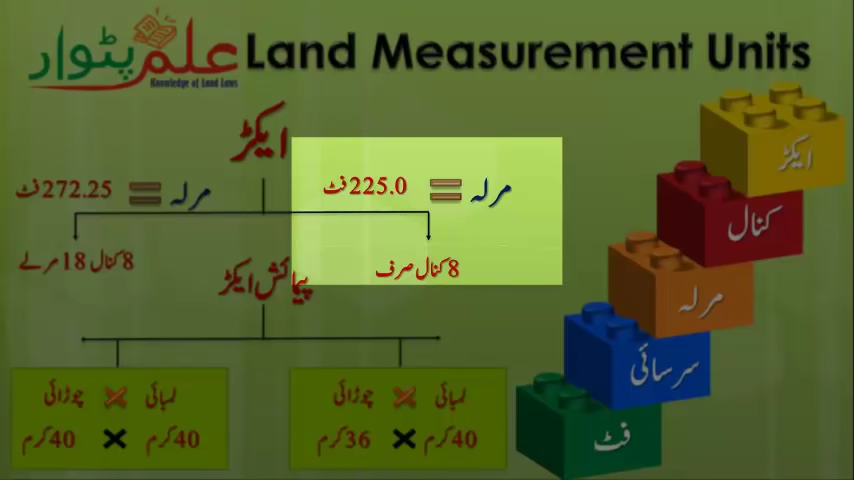 علم پٹوار
Knowledge of Land Laws
Land Measurement Units
ایکڑ
مرلہ = 225.0 فٹ
مرلہ = 272.25 فٹ
8 کنال صرف
8 کنال 18 مرلے
پیمائش ایکڑ
لمبائی × چوڑائی
40 کرم × 36 کرم
لمبائی × چوڑائی
40 کرم × 40 کرم
ایکڑ
کنال
مرلہ
سرسائی
فٹ